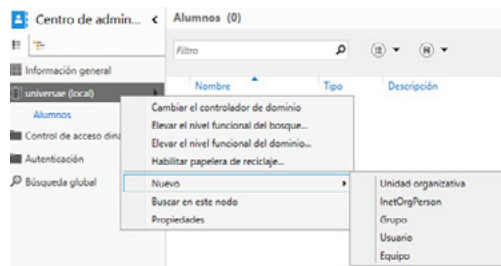 Centro de admin...
Alumnos (0)
Filtro
Información general
universae (local)
Alumnos
Control de acceso diná
Autenticación
Búsqueda global
Nombre
Tipo
Descripción
Cambiar el controlador de dominio
Elevar el nivel funcional del bosque...
Elevar el nivel funcional del dominio...
Habilitar papelera de reciclaje...
Nuevo
Buscar en este nodo
Propiedades
Unidad organizativa
InetOrgPerson
Grupo
Usuario
Equipo